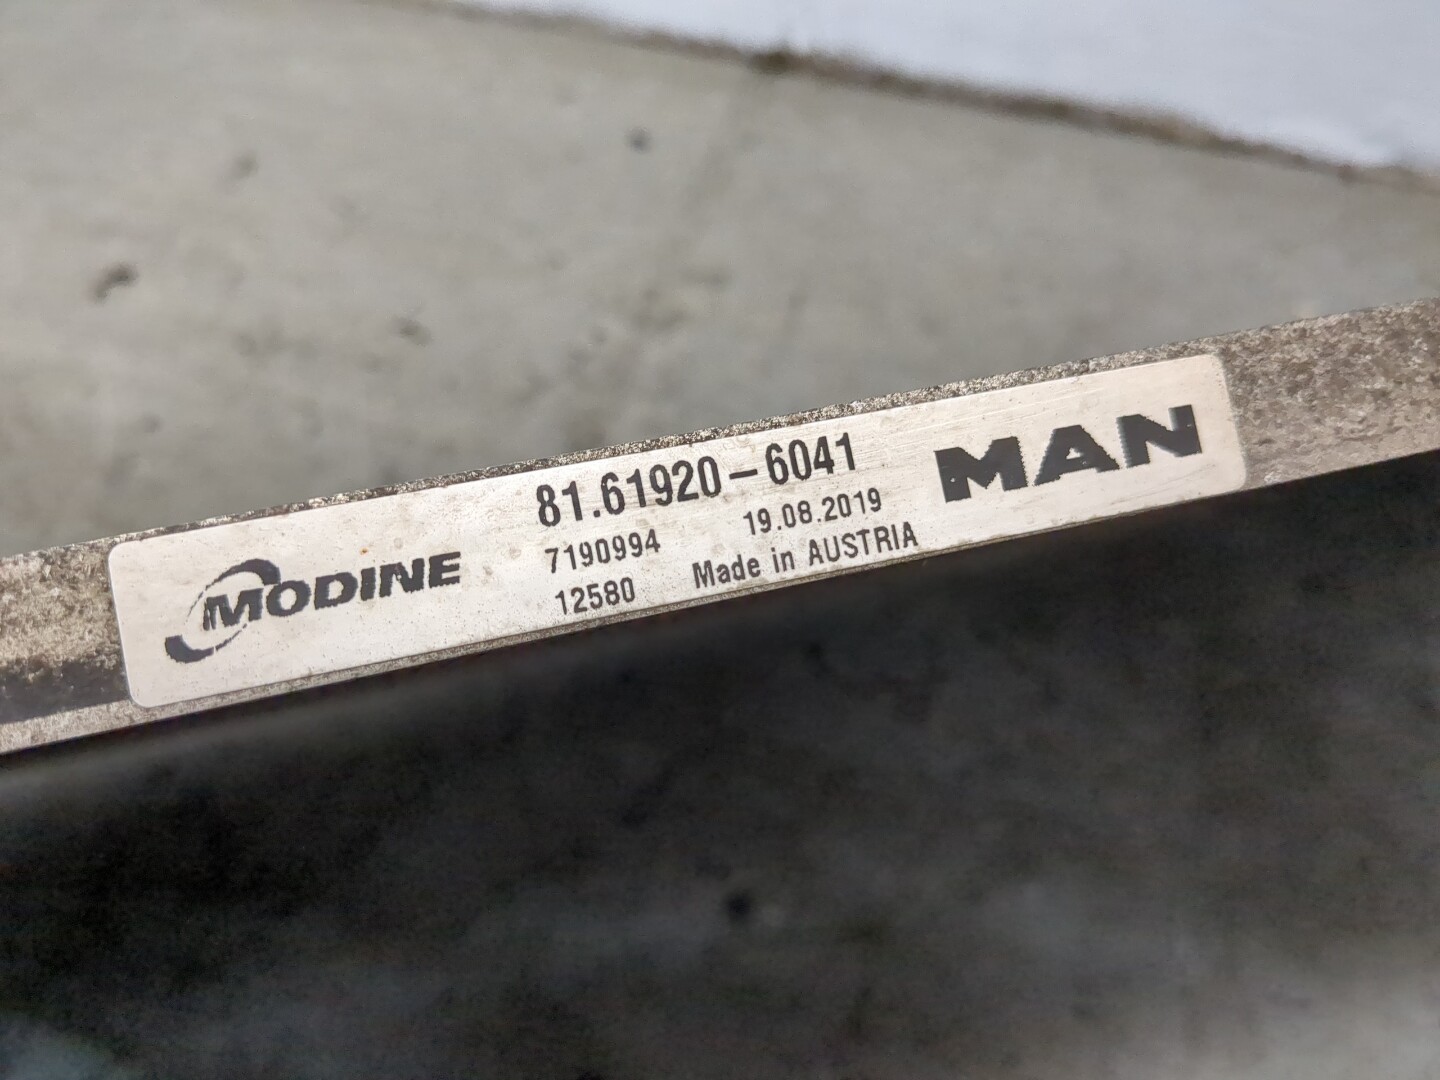 MODINE
81.61920-6041
7190994 19.08.2019
12580 Made in AUSTRIA
MAN